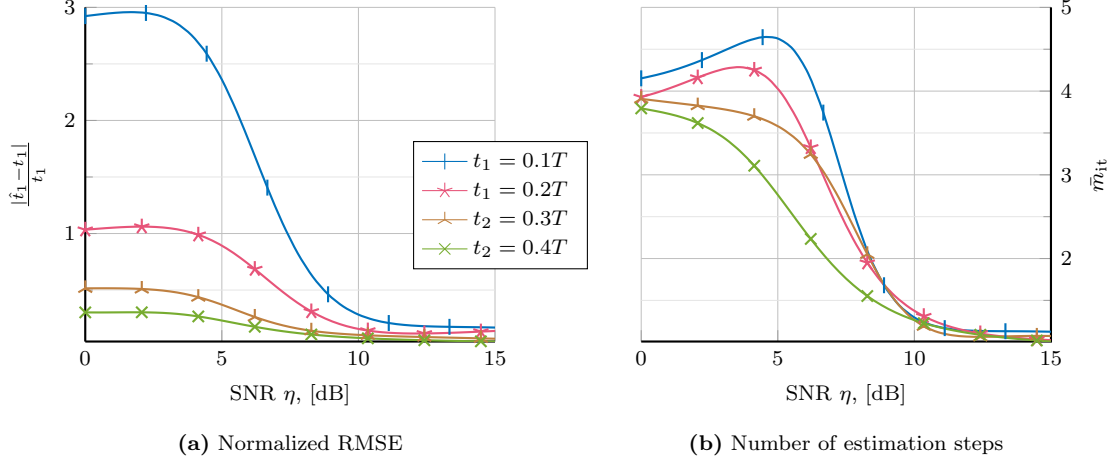 3
2
1
|t̂₁−t₁|
t₁
0
5
10
15
SNR η, [dB]
(a) Normalized RMSE
t₁ = 0.1T
t₁ = 0.2T
t₂ = 0.3T
t₂ = 0.4T
5
4
3
2
m̄ᵢₜ
0
5
10
15
SNR η, [dB]
(b) Number of estimation steps